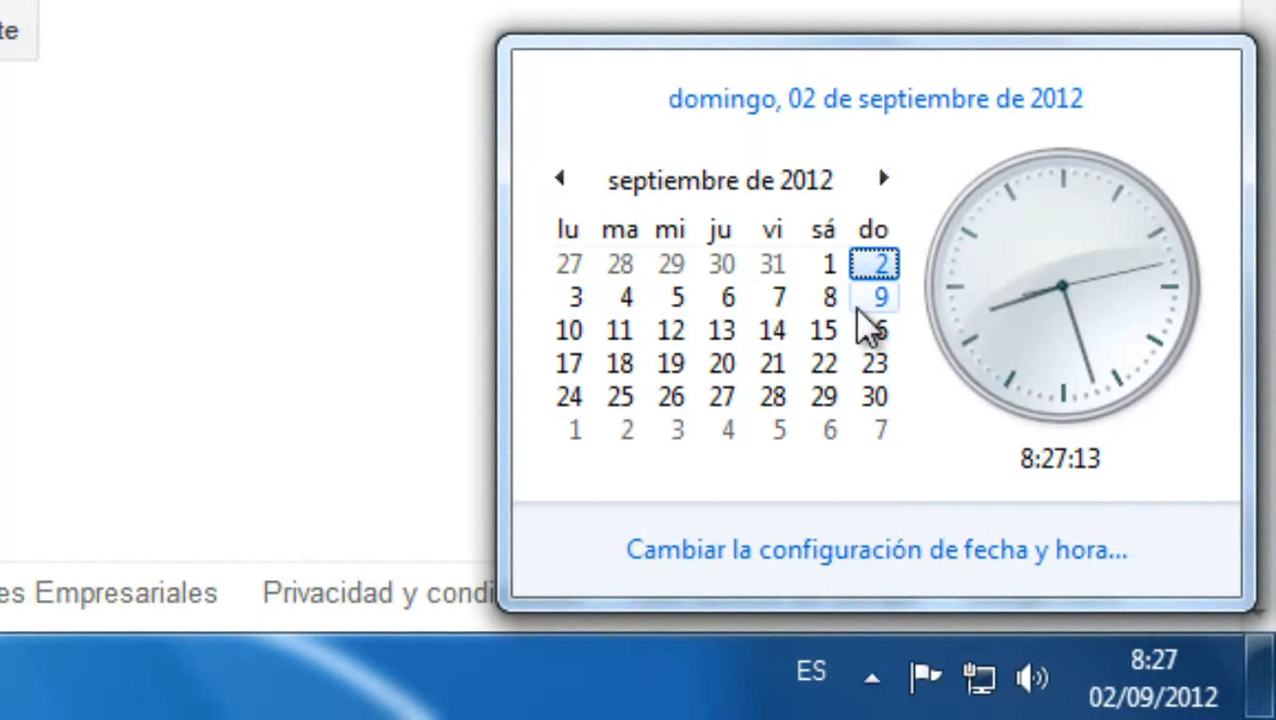 te
domingo, 02 de septiembre de 2012
septiembre de 2012
lu ma mi ju vi sá do
27 28 29 30 31 1 2
3 4 5 6 7 8 9
10 11 12 13 14 15
17 18 19 20 21 22 23
24 25 26 27 28 29 30
1 2 3 4 5 6 7
8:27:13
Cambiar la configuración de fecha y hora...
es Empresariales Privacidad y condi
ES
8:27
02/09/2012